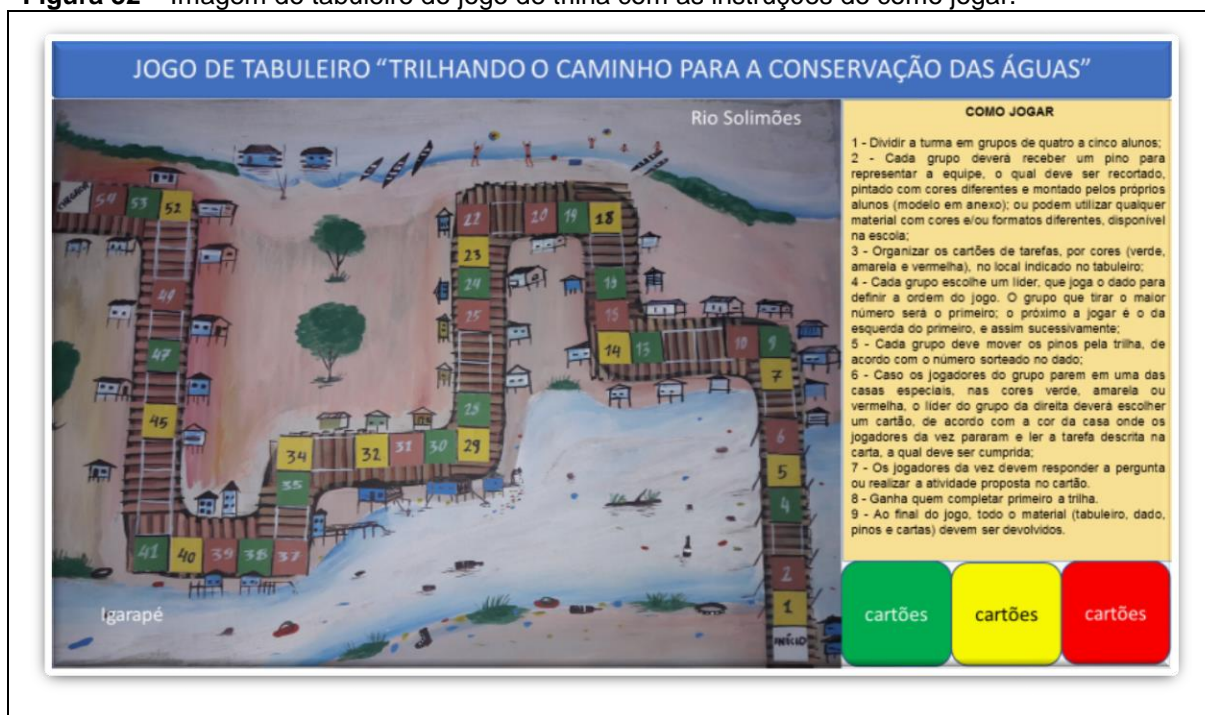 Figura 32 – Imagem do tabuleiro do jogo de trilha com as instruções de como jogar.
JOGO DE TABULEIRO “TRILHANDO O CAMINHO PARA A CONSERVAÇÃO DAS ÁGUAS”
Rio Solimões
CHEGADA
54 53 52
49
47
45
41 40 39 38 37
35
34 32 31 30 29
28
25
24
23
22 20 19 18
15
14 13
10 9
7
6
5
4
2
1
INÍCIO
Igarapé
COMO JOGAR
1 - Dividir a turma em grupos de quatro a cinco alunos;
2 - Cada grupo deverá receber um pino para
representar a equipe, o qual deve ser recortado,
pintado com cores diferentes e montado pelos próprios
alunos (modelo em anexo); ou podem utilizar qualquer
material com cores e/ou formatos diferentes, disponível
na escola;
3 - Organizar os cartões de tarefas, por cores (verde,
amarela e vermelha), no local indicado no tabuleiro;
4 - Cada grupo escolhe um líder, que joga o dado para
definir a ordem do jogo. O grupo que tirar o maior
número será o primeiro; o próximo a jogar é o da
esquerda do primeiro, e assim sucessivamente;
5 - Cada grupo deve mover os pinos pela trilha, de
acordo com o número sorteado no dado;
6 - Caso os jogadores do grupo parem em uma das
casas especiais, nas cores verde, amarela ou
vermelha, o líder do grupo da direita deverá escolher
um cartão, de acordo com a cor da casa onde os
jogadores da vez pararam e ler a tarefa descrita na
carta, a qual deve ser cumprida;
7 - Os jogadores da vez devem responder a pergunta
ou realizar a atividade proposta no cartão.
8 - Ganha quem completar primeiro a trilha.
9 - Ao final do jogo, todo o material (tabuleiro, dado,
pinos e cartas) devem ser devolvidos.
cartões cartões cartões